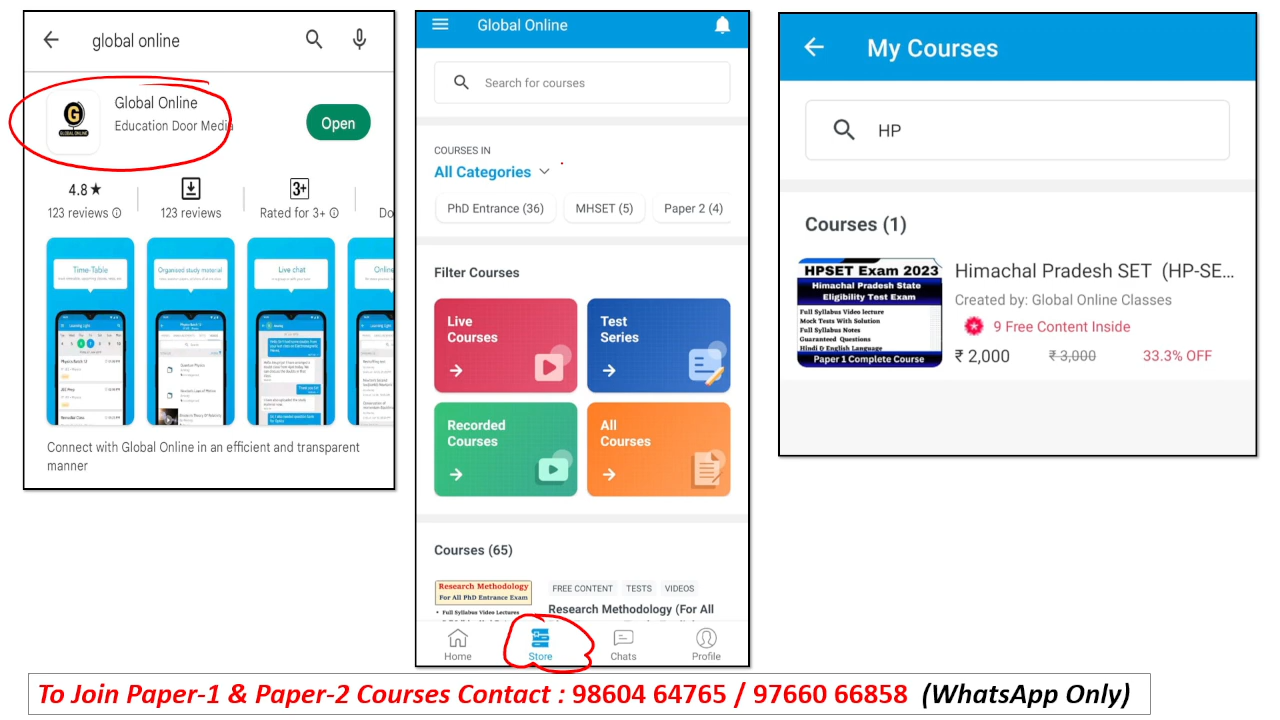 global online
Global Online
Education Door Media
Open
GLOBAL ONLINE
4.8★
123 reviews
123 reviews
3+
Rated for 3+
Do
Time-Table
Organised study material
Live chat
Online
Connect with Global Online in an efficient and transparent
manner
Global Online
Search for courses
COURSES IN
All Categories
PhD Entrance (36)
MHSET (5)
Paper 2 (4)
Filter Courses
Live
Courses
Test
Series
Recorded
Courses
All
Courses
Courses (65)
Research Methodology
For All PhD Entrance Exam
• Full Syllabus Video Lectures
FREE CONTENT TESTS VIDEOS
Research Methodology (For All
Home
Store
Chats
Profile
My Courses
HP
Courses (1)
HPSET Exam 2023
Himachal Pradesh State
Eligibility Test Exam
Full Syllabus Video lecture
Mock Tests With Solution
Full Syllabus Notes
Guaranteed Questions
Hindi & English Language
Paper 1 Complete Course
Himachal Pradesh SET (HP-SE...
Created by: Global Online Classes
9 Free Content Inside
₹ 2,000 ₹ 3,000 33.3% OFF
To Join Paper-1 & Paper-2 Courses Contact : 98604 64765 / 97660 66858 (WhatsApp Only)